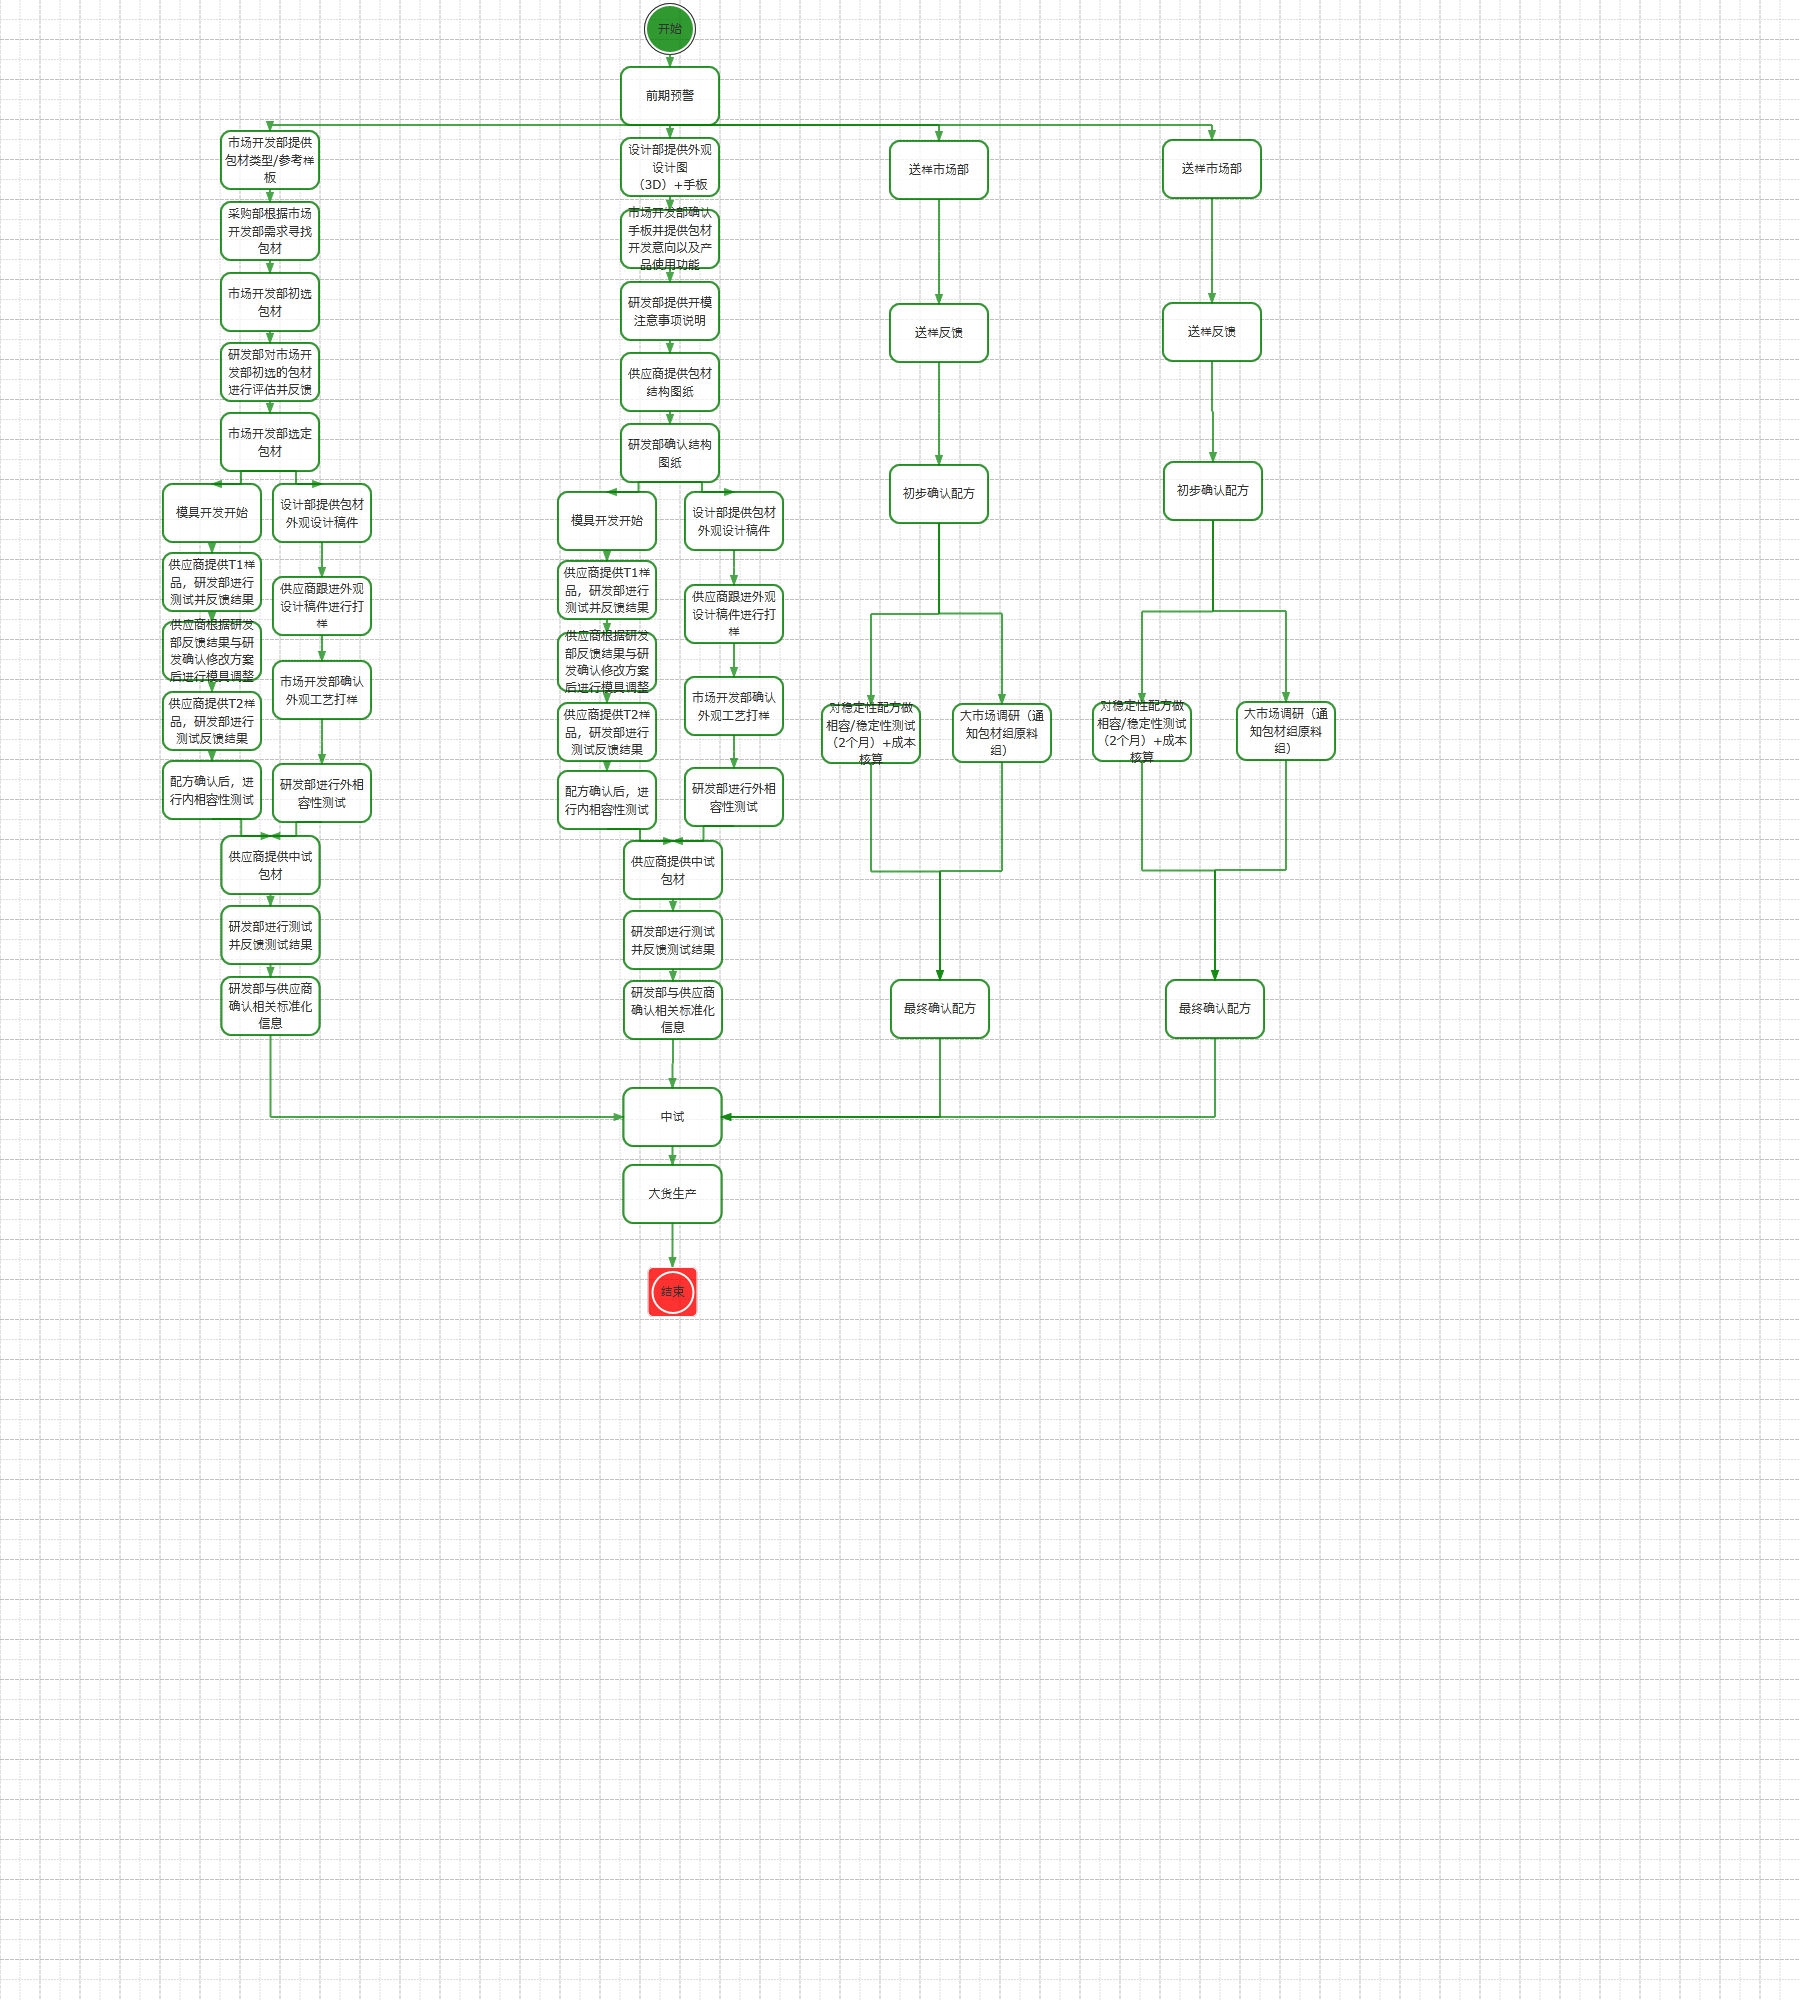 开始
前期预警
市场开发部提供
包材类型/参考样
板
采购部根据市场
开发部需求寻找
包材
市场开发部初选
包材
研发部对市场开
发部初选的包材
进行评估并反馈
市场开发部选定
包材
模具开发开始
供应商提供T1样
品，研发部进行
测试并反馈结果
供应商根据研发
部反馈结果与研
发确认修改方案
后进行模具调整
供应商提供T2样
品，研发部进行
测试反馈结果
配方确认后，进
行内相容性测试
设计部提供包材
外观设计稿件
供应商跟进外观
设计稿件进行打
样
市场开发部确认
外观工艺打样
研发部进行外相
容性测试
供应商提供中试
包材
研发部进行测试
并反馈测试结果
研发部与供应商
确认相关标准化
信息
设计部提供外观
设计图
（3D）+手板
市场开发部确认
手板并提供包材
开发意向以及产
品使用功能
研发部提供开模
注意事项说明
供应商提供包材
结构图纸
研发部确认结构
图纸
模具开发开始
供应商提供T1样
品，研发部进行
测试并反馈结果
供应商根据研发
部反馈结果与研
发确认修改方案
后进行模具调整
供应商提供T2样
品，研发部进行
测试反馈结果
配方确认后，进
行内相容性测试
设计部提供包材
外观设计稿件
供应商跟进外观
设计稿件进行打
样
市场开发部确认
外观工艺打样
研发部进行外相
容性测试
供应商提供中试
包材
研发部进行测试
并反馈测试结果
研发部与供应商
确认相关标准化
信息
送样市场部
送样反馈
初步确认配方
对稳定性配方做
相容/稳定性测试
（2个月）+成本
核算
大市场调研（通
知包材组原料
组）
最终确认配方
送样市场部
送样反馈
初步确认配方
对稳定性配方做
相容/稳定性测试
（2个月）+成本
核算
大市场调研（通
知包材组原料
组）
最终确认配方
中试
大货生产
结束